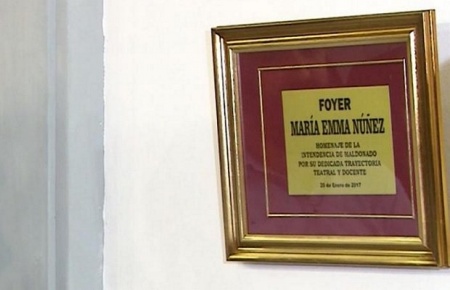 FOYER
MARÍA EMMA NÚÑEZ
HOMENAJE DE LA
INTENDENCIA DE MALDONADO
POR SU DEDICADA TRAYECTORIA
TEATRAL Y DOCENTE
25 de Enero de 2017